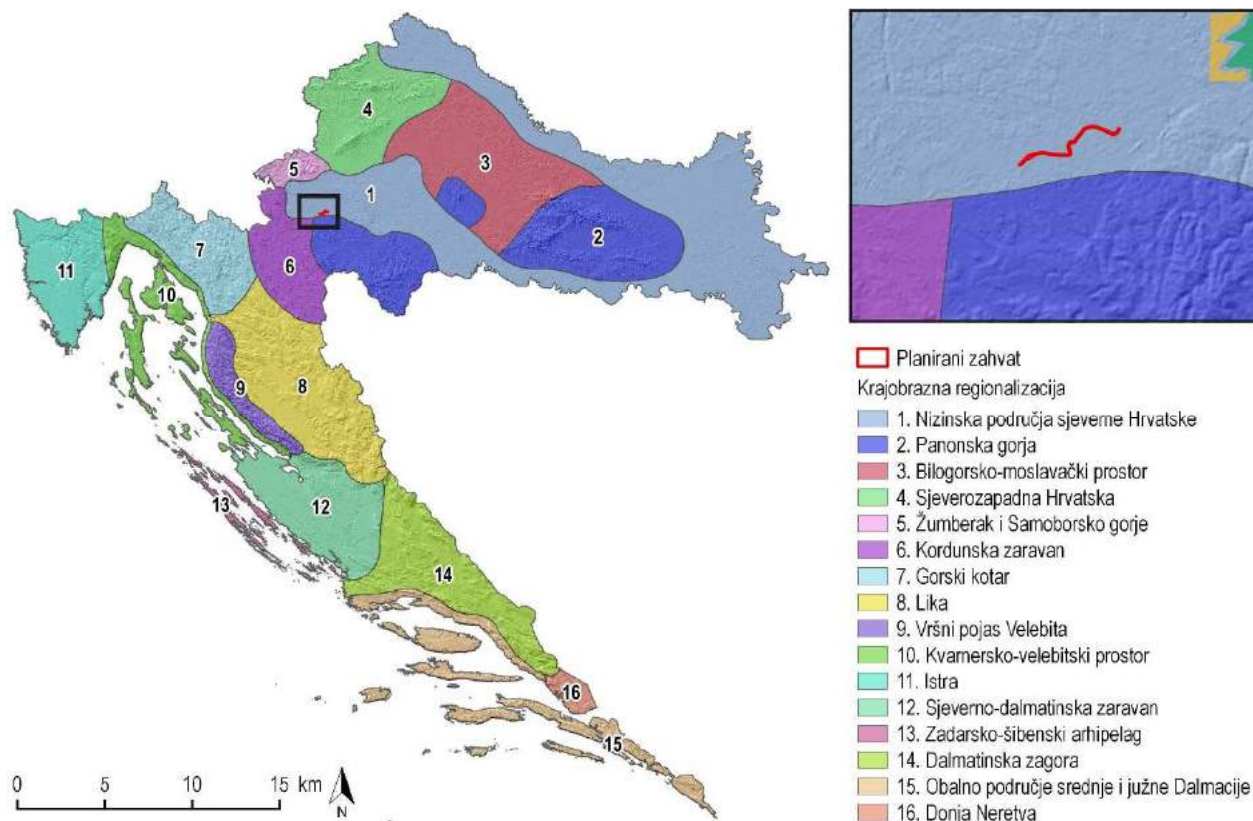 4
3
5
1
2
7
6
11
10
8
9
13
12
14
16
15
0 5 10 15 km
N
Planirani zahvat
Krajobrazna regionalizacija
1. Nizinska područja sjeverne Hrvatske
2. Panonska gorja
3. Bilogorsko-moslavački prostor
4. Sjeverozapadna Hrvatska
5. Žumberak i Samoborsko gorje
6. Kordunska zaravan
7. Gorski kotar
8. Lika
9. Vršni pojas Velebita
10. Kvarnersko-velebitski prostor
11. Istra
12. Sjeverno-dalmatinska zaravan
13. Zadarsko-šibenski arhipelag
14. Dalmatinska zagora
15. Obalno područje srednje i južne Dalmacije
16. Donja Neretva